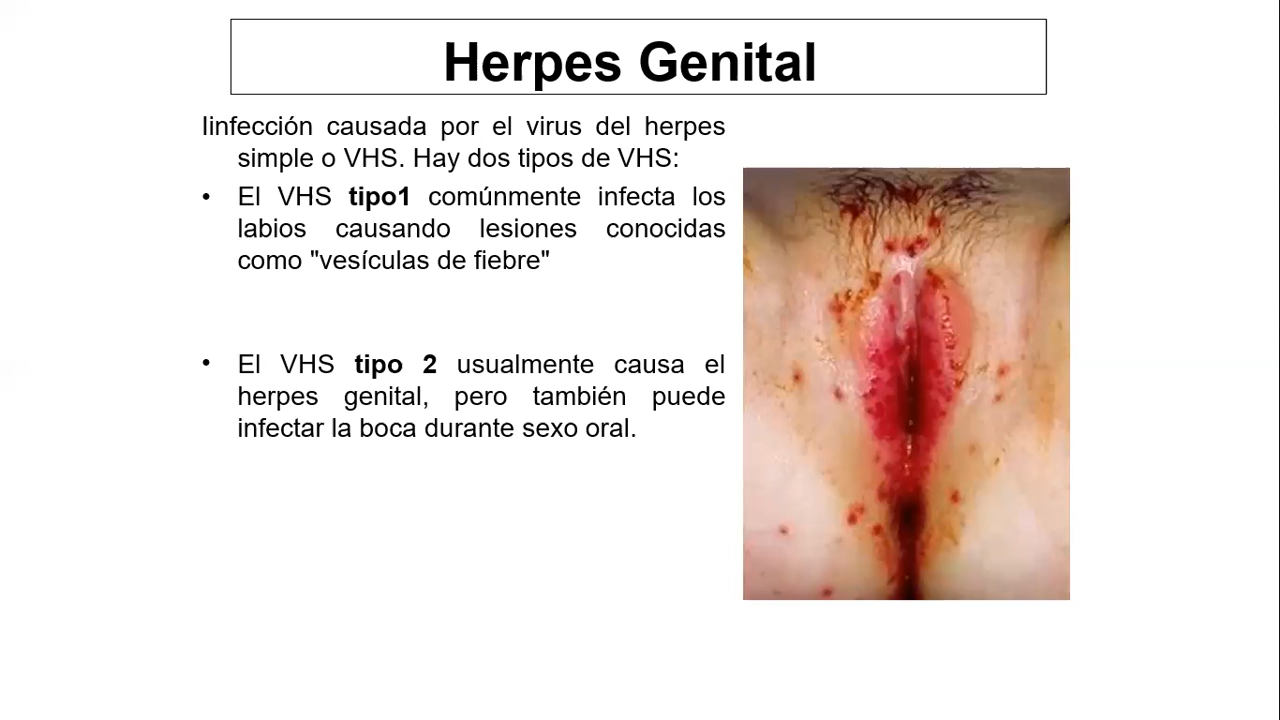 Herpes Genital
Iinfección causada por el virus del herpes
simple o VHS. Hay dos tipos de VHS:
• El VHS tipo1 comúnmente infecta los
labios causando lesiones conocidas
como "vesículas de fiebre"
• El VHS tipo 2 usualmente causa el
herpes genital, pero también puede
infectar la boca durante sexo oral.